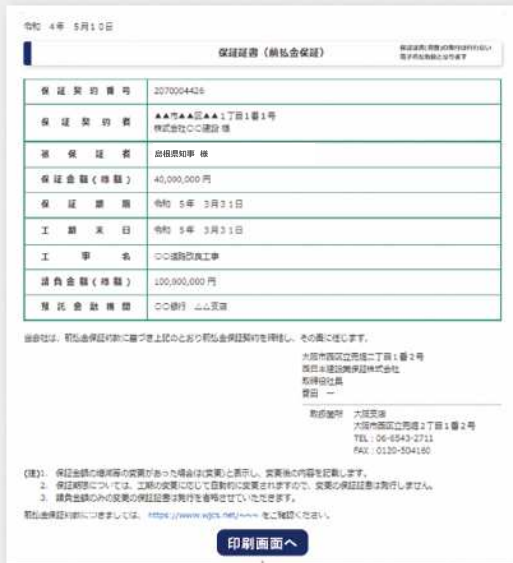 令和 4年 5月10日
保証証書(前払金保証)
保証契約番号 2070004426
保証契約者 ▲▲市▲▲区▲▲1丁目1番1号
株式会社〇〇建設 様
被保証者 島根県知事 様
保証金額(総額) 40,000,000 円
保証期限 令和 5年 3月31日
工期末日 令和 5年 3月31日
工事名 〇〇道路改良工事
請負金額(総額) 100,900,000 円
預託金融機関 〇〇銀行 △△支店
当会社は、前払金保証約款に基づき上記のとおり前払金保証契約を締結し、その責に任じます。
大阪市西区立売堀二丁目1番2号
西日本建設業保証株式会社
取締役社長
一
取扱箇所 大阪支店
大阪市西区立売堀2丁目1番2号
TEL:06-6543-2711
FAX:0120-504160
(注)1. 保証金額の増減等の変更があった場合は(変更)と表示し、変更後の内容を記載します。
2. 保証期限については、工期の変更に応じて自動的に変更されますので、変更の保証証書は発行しません。
3. 請負金額のみの変更の保証証書は発行を省略させていただきます。
前払金保証約款につきましては、https://www.wjcs.net/~~~ をご確認ください。
印刷画面へ